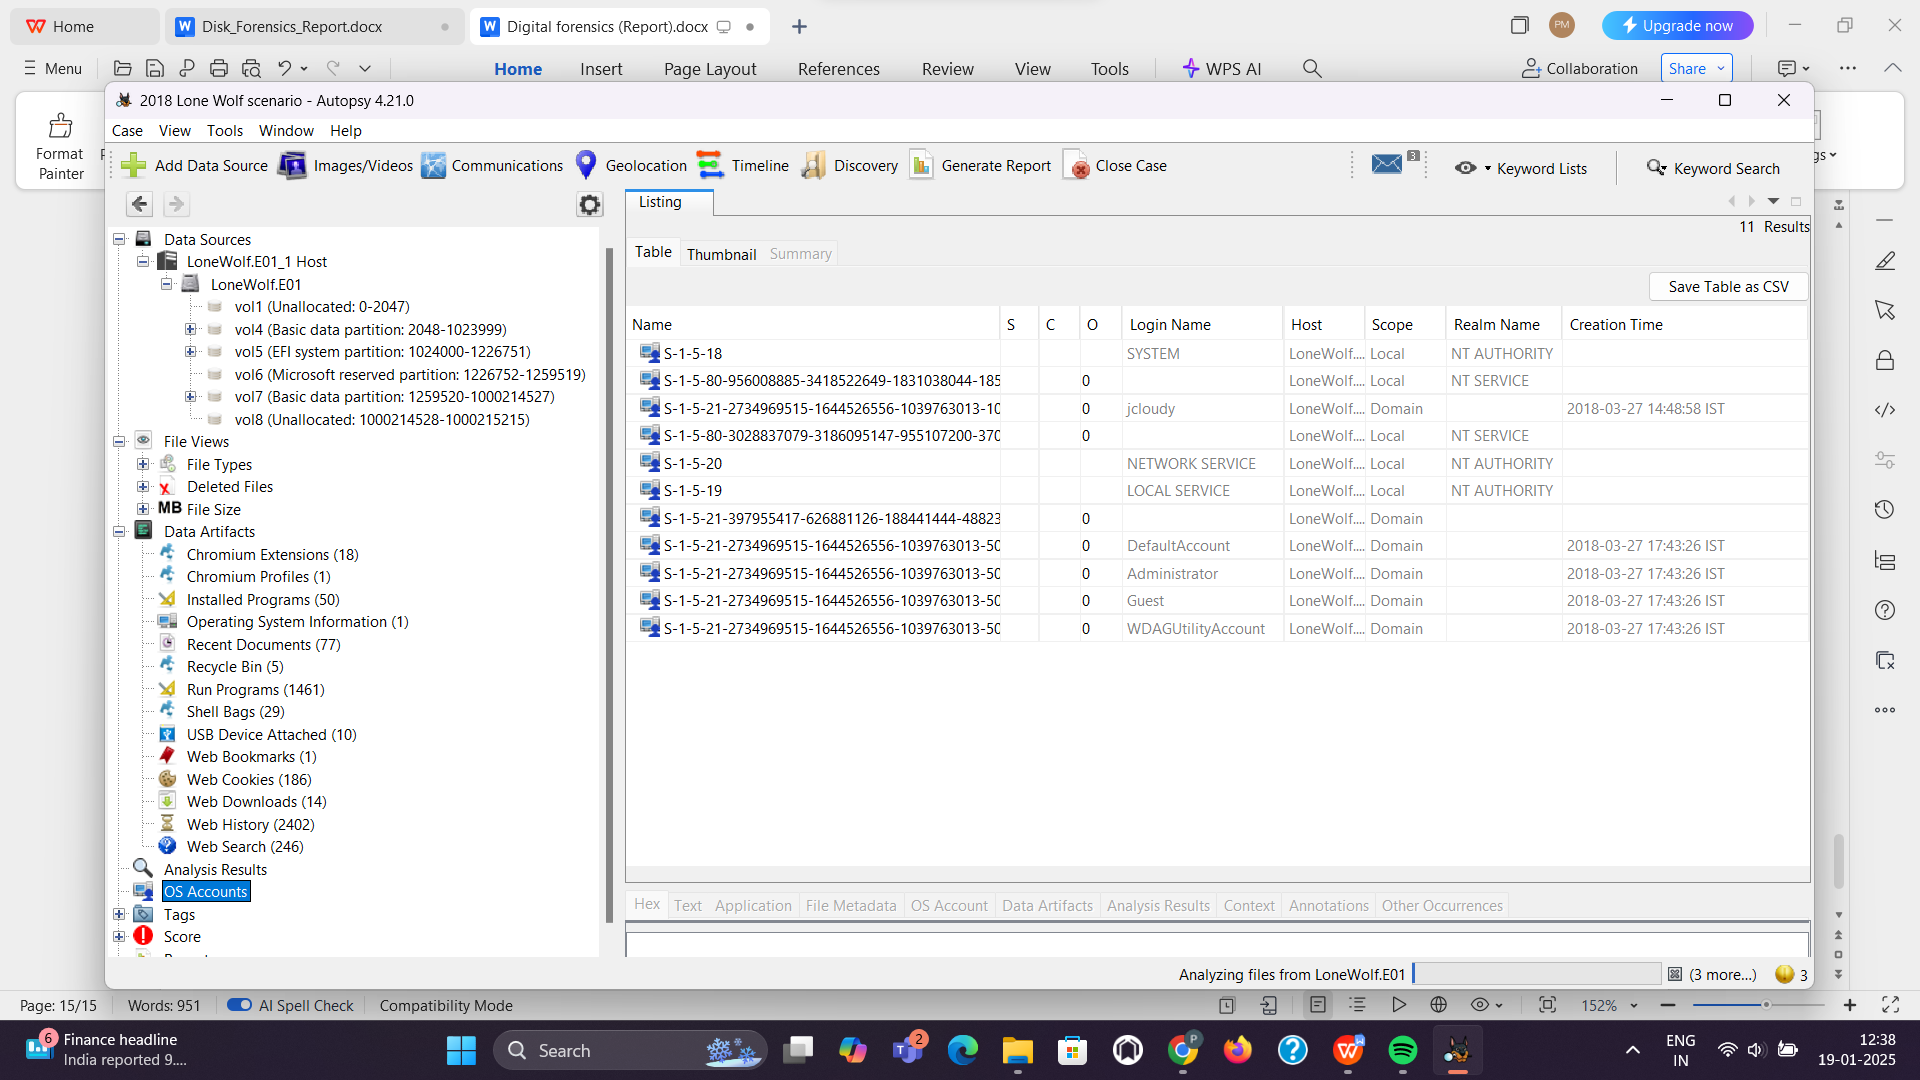 Home
Disk_Forensics_Report.docx
Digital forensics (Report).docx
PM
Upgrade now
Menu
Home
Insert
Page Layout
References
Review
View
Tools
WPS AI
Collaboration
Share
Format
Painter
2018 Lone Wolf scenario - Autopsy 4.21.0
Case View Tools Window Help
Add Data Source
Images/Videos
Communications
Geolocation
Timeline
Discovery
Generate Report
Close Case
3
Keyword Lists
Keyword Search
Data Sources
LoneWolf.E01_1 Host
LoneWolf.E01
vol1 (Unallocated: 0-2047)
vol4 (Basic data partition: 2048-1023999)
vol5 (EFI system partition: 1024000-1226751)
vol6 (Microsoft reserved partition: 1226752-1259519)
vol7 (Basic data partition: 1259520-1000214527)
vol8 (Unallocated: 1000214528-1000215215)
File Views
File Types
Deleted Files
MB File Size
Data Artifacts
Chromium Extensions (18)
Chromium Profiles (1)
Installed Programs (50)
Operating System Information (1)
Recent Documents (77)
Recycle Bin (5)
Run Programs (1461)
Shell Bags (29)
USB Device Attached (10)
Web Bookmarks (1)
Web Cookies (186)
Web Downloads (14)
Web History (2402)
Web Search (246)
Analysis Results
OS Accounts
Tags
Score
Listing
11 Results
Table Thumbnail Summary
Save Table as CSV
Name S C O Login Name Host Scope Realm Name Creation Time
S-1-5-18 SYSTEM LoneWolf.... Local NT AUTHORITY
S-1-5-80-956008885-3418522649-1831038044-185 0 LoneWolf.... Local NT SERVICE
S-1-5-21-2734969515-1644526556-1039763013-10 0 jcloudy LoneWolf.... Domain 2018-03-27 14:48:58 IST
S-1-5-80-3028837079-3186095147-955107200-370 0 LoneWolf.... Local NT SERVICE
S-1-5-20 NETWORK SERVICE LoneWolf.... Local NT AUTHORITY
S-1-5-19 LOCAL SERVICE LoneWolf.... Local NT AUTHORITY
S-1-5-21-397955417-626881126-188441444-48823 0 LoneWolf.... Domain
S-1-5-21-2734969515-1644526556-1039763013-50 0 DefaultAccount LoneWolf.... Domain 2018-03-27 17:43:26 IST
S-1-5-21-2734969515-1644526556-1039763013-50 0 Administrator LoneWolf.... Domain 2018-03-27 17:43:26 IST
S-1-5-21-2734969515-1644526556-1039763013-50 0 Guest LoneWolf.... Domain 2018-03-27 17:43:26 IST
S-1-5-21-2734969515-1644526556-1039763013-50 0 WDAGUtilityAccount LoneWolf.... Domain 2018-03-27 17:43:26 IST
Hex Text Application File Metadata OS Account Data Artifacts Analysis Results Context Annotations Other Occurrences
Analyzing files from LoneWolf.E01 (3 more...) 3
Page: 15/15
Words: 951
AI Spell Check
Compatibility Mode
152%
6
Finance headline
India reported 9....
Search
2
ENG
IN
12:38
19-01-2025